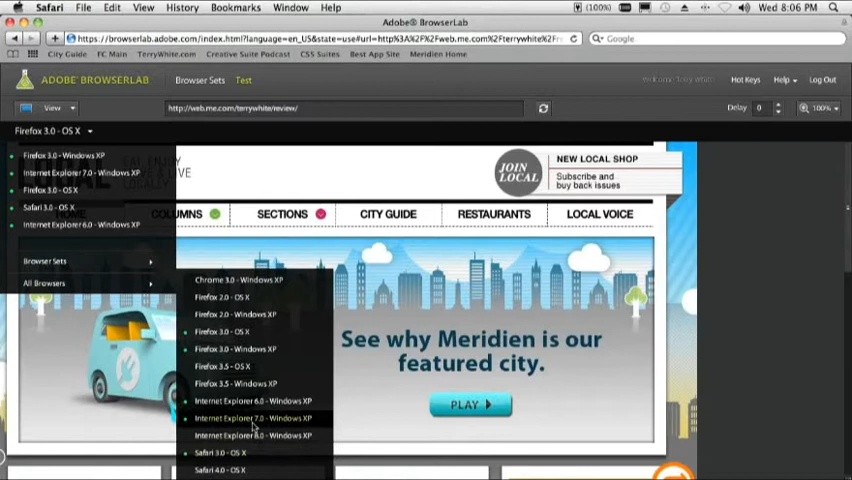 Safari File Edit View History Bookmarks Window Help (100%) Wed 8:06 PM
Adobe® BrowserLab
https://browserlab.adobe.com/index.html?language=en_US&state=use#url=http%3A%2F%2Fweb.me.com%2Fterrywhite%2Freview%2F Google
City Guide FC Main TerryWhite.com Creative Suite Podcast CS5 Suites Best App Site Meridien Home
ADOBE® BROWSERLAB Browser Sets Test Hot Keys Help Log Out
View http://web.me.com/terrywhite/review/ Delay 0 100%
Firefox 3.0 - OS X
Firefox 3.0 - Windows XP
Internet Explorer 7.0 - Windows XP
Firefox 3.0 - OS X
Safari 3.0 - OS X
Internet Explorer 6.0 - Windows XP
Browser Sets
All Browsers
LOCAL EAT, ENJOY
& LIVE
LOCALLY
JOIN
LOCAL
NEW LOCAL SHOP
Subscribe and
buy back issues
HOME COLUMNS SECTIONS CITY GUIDE RESTAURANTS LOCAL VOICE
Chrome 3.0 - Windows XP
Firefox 2.0 - OS X
Firefox 2.0 - Windows XP
Firefox 3.0 - OS X
Firefox 3.0 - Windows XP
Firefox 3.5 - OS X
Firefox 3.5 - Windows XP
Internet Explorer 6.0 - Windows XP
Internet Explorer 7.0 - Windows XP
Internet Explorer 8.0 - Windows XP
Safari 3.0 - OS X
Safari 4.0 - OS X
See why Meridien is our
featured city.
PLAY